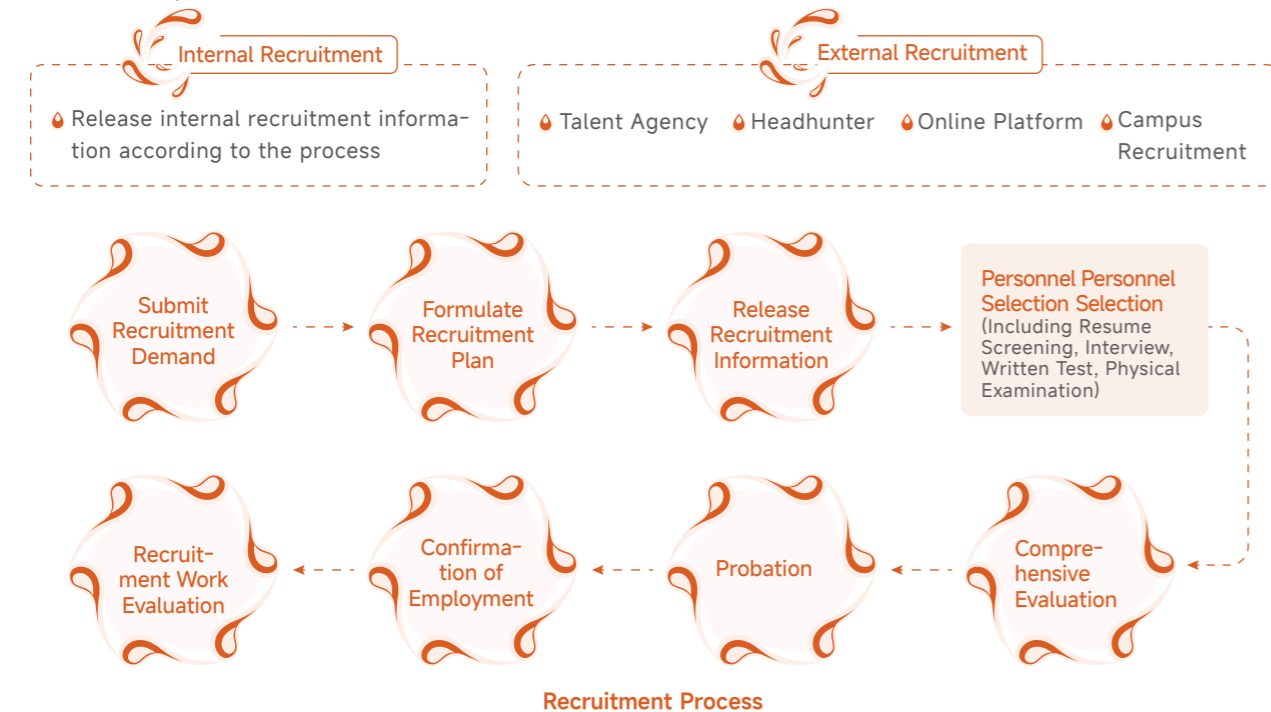 Internal Recruitment
Release internal recruitment informa-
tion according to the process
External Recruitment
Talent Agency
Headhunter
Online Platform
Campus
Recruitment
Submit
Recruitment
Demand
Formulate
Recruitment
Plan
Release
Recruitment
Information
Personnel Personnel
Selection Selection
(Including Resume
Screening, Interview,
Written Test, Physical
Examination)
Compre-
hensive
Evaluation
Probation
Confirma-
tion of
Employment
Recruit-
ment Work
Evaluation
Recruitment Process